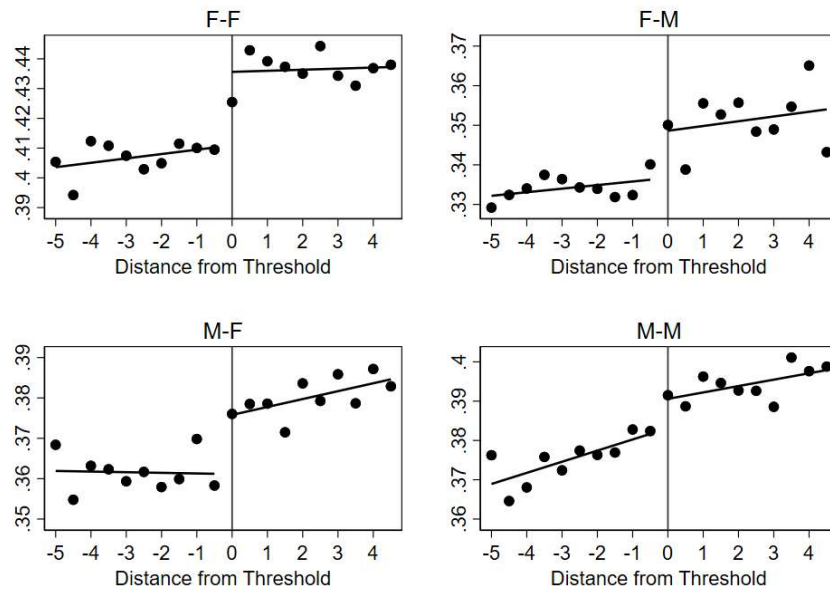 F-F
.39 .4 .41 .42 .43 .44
-5 -4 -3 -2 -1 0 1 2 3 4
Distance from Threshold
F-M
.33 .34 .35 .36 .37
-5 -4 -3 -2 -1 0 1 2 3 4
Distance from Threshold
M-F
.35 .36 .37 .38 .39
-5 -4 -3 -2 -1 0 1 2 3 4
Distance from Threshold
M-M
.36 .37 .38 .39 .4
-5 -4 -3 -2 -1 0 1 2 3 4
Distance from Threshold